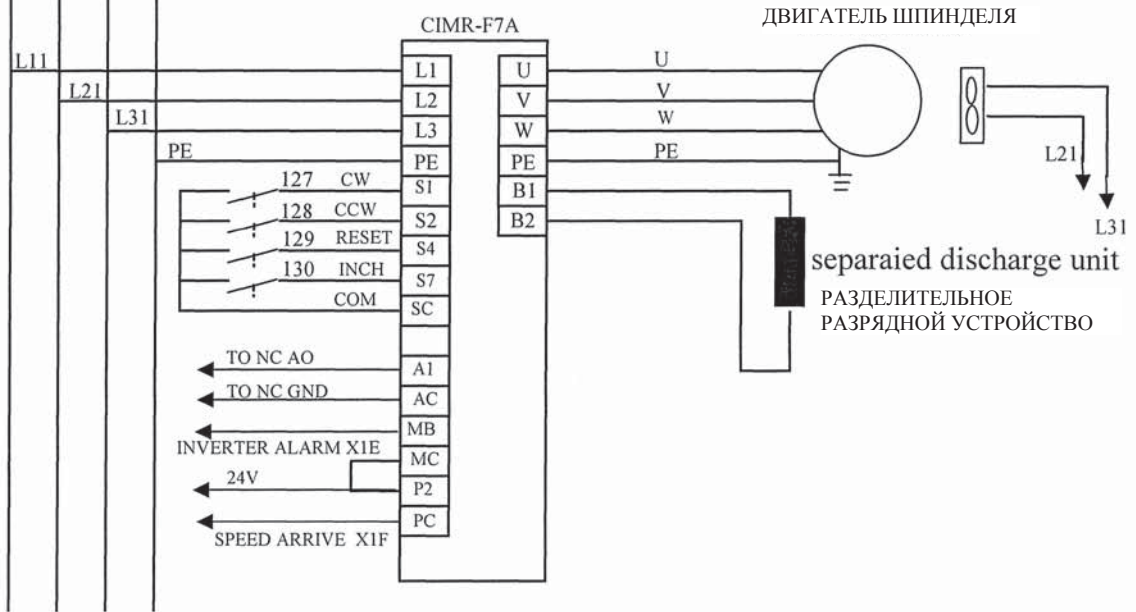 ДВИГАТЕЛЬ ШПИНДЕЛЯ
CIMR-F7A
L11
L1
U
U
L21
L2
V
V
L31
L3
W
W
PE
PE
PE
PE
127 CW
S1
B1
L21
128 CCW
S2
B2
L31
129 RESET
S4
130 INCH
S7
separaied discharge unit
COM
SC
РАЗДЕЛИТЕЛЬНОЕ
РАЗРЯДНОЙ УСТРОЙСТВО
TO NC AO
A1
TO NC GND
AC
MB
INVERTER ALARM X1E
MC
24V
P2
PC
SPEED ARRIVE X1F